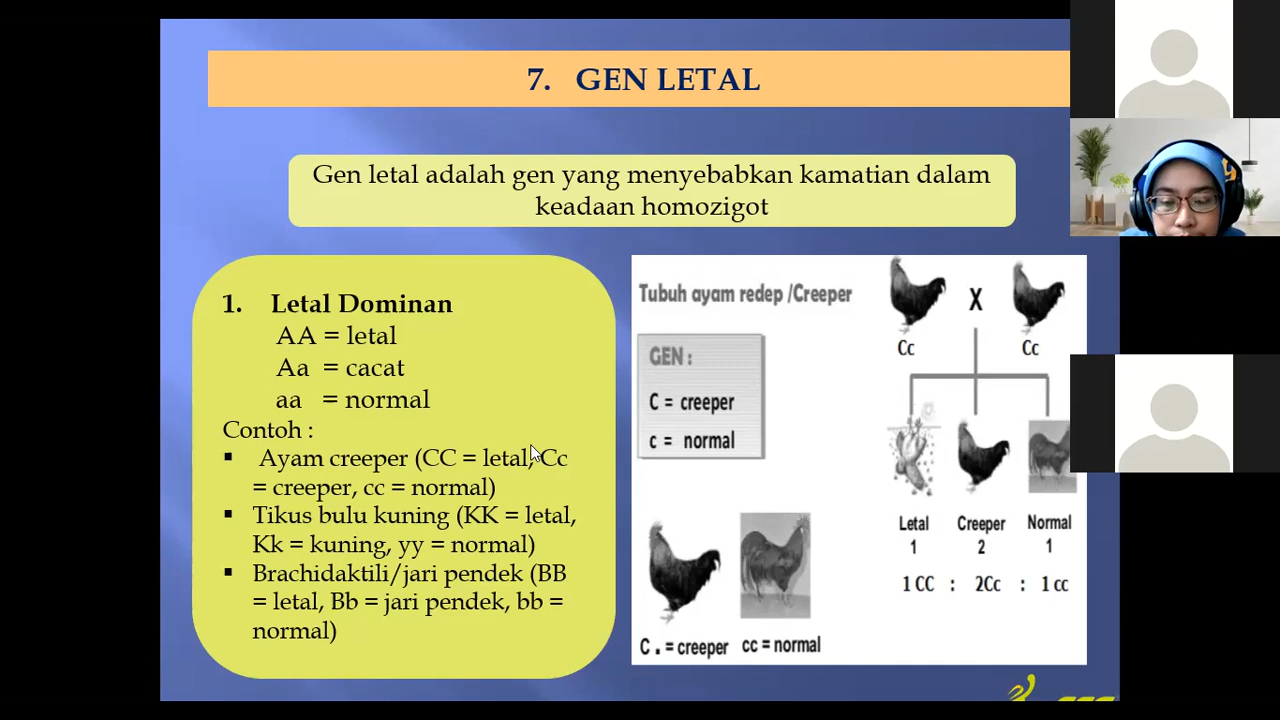 7. GEN LETAL
Gen letal adalah gen yang menyebabkan kamatian dalam
keadaan homozigot
1. Letal Dominan
AA = letal
Aa = cacat
aa = normal
Contoh :
▪ Ayam creeper (CC = letal, Cc
= creeper, cc = normal)
▪ Tikus bulu kuning (KK = letal,
Kk = kuning, yy = normal)
▪ Brachidaktili/jari pendek (BB
= letal, Bb = jari pendek, bb =
normal)
Tubuh ayam redep /Creeper
GEN :
C = creeper
c = normal
C . = creeper cc = normal
X
Cc Cc
Letal Creeper Normal
1 2 1
1 CC : 2Cc : 1 cc